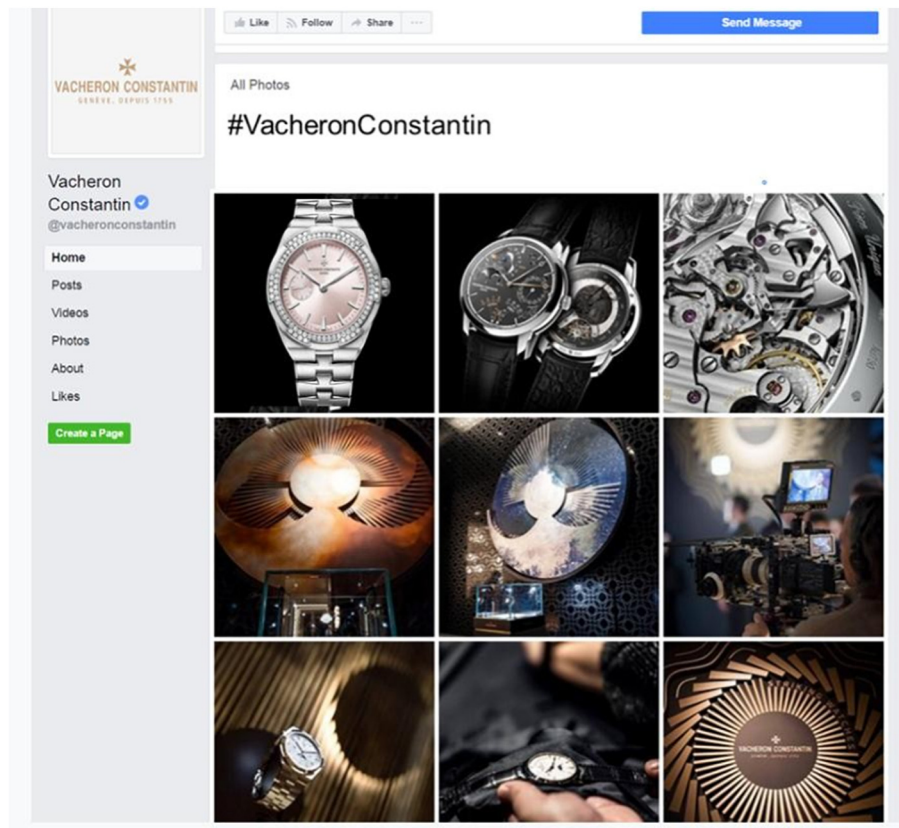 Like Follow Share ...
Send Message
VACHERON CONSTANTIN
GENÈVE, DEPUIS 1755
All Photos
#VacheronConstantin
Vacheron
Constantin
@vacheronconstantin
Home
Posts
Videos
Photos
About
Likes
Create a Page
VACHERON CONSTANTIN